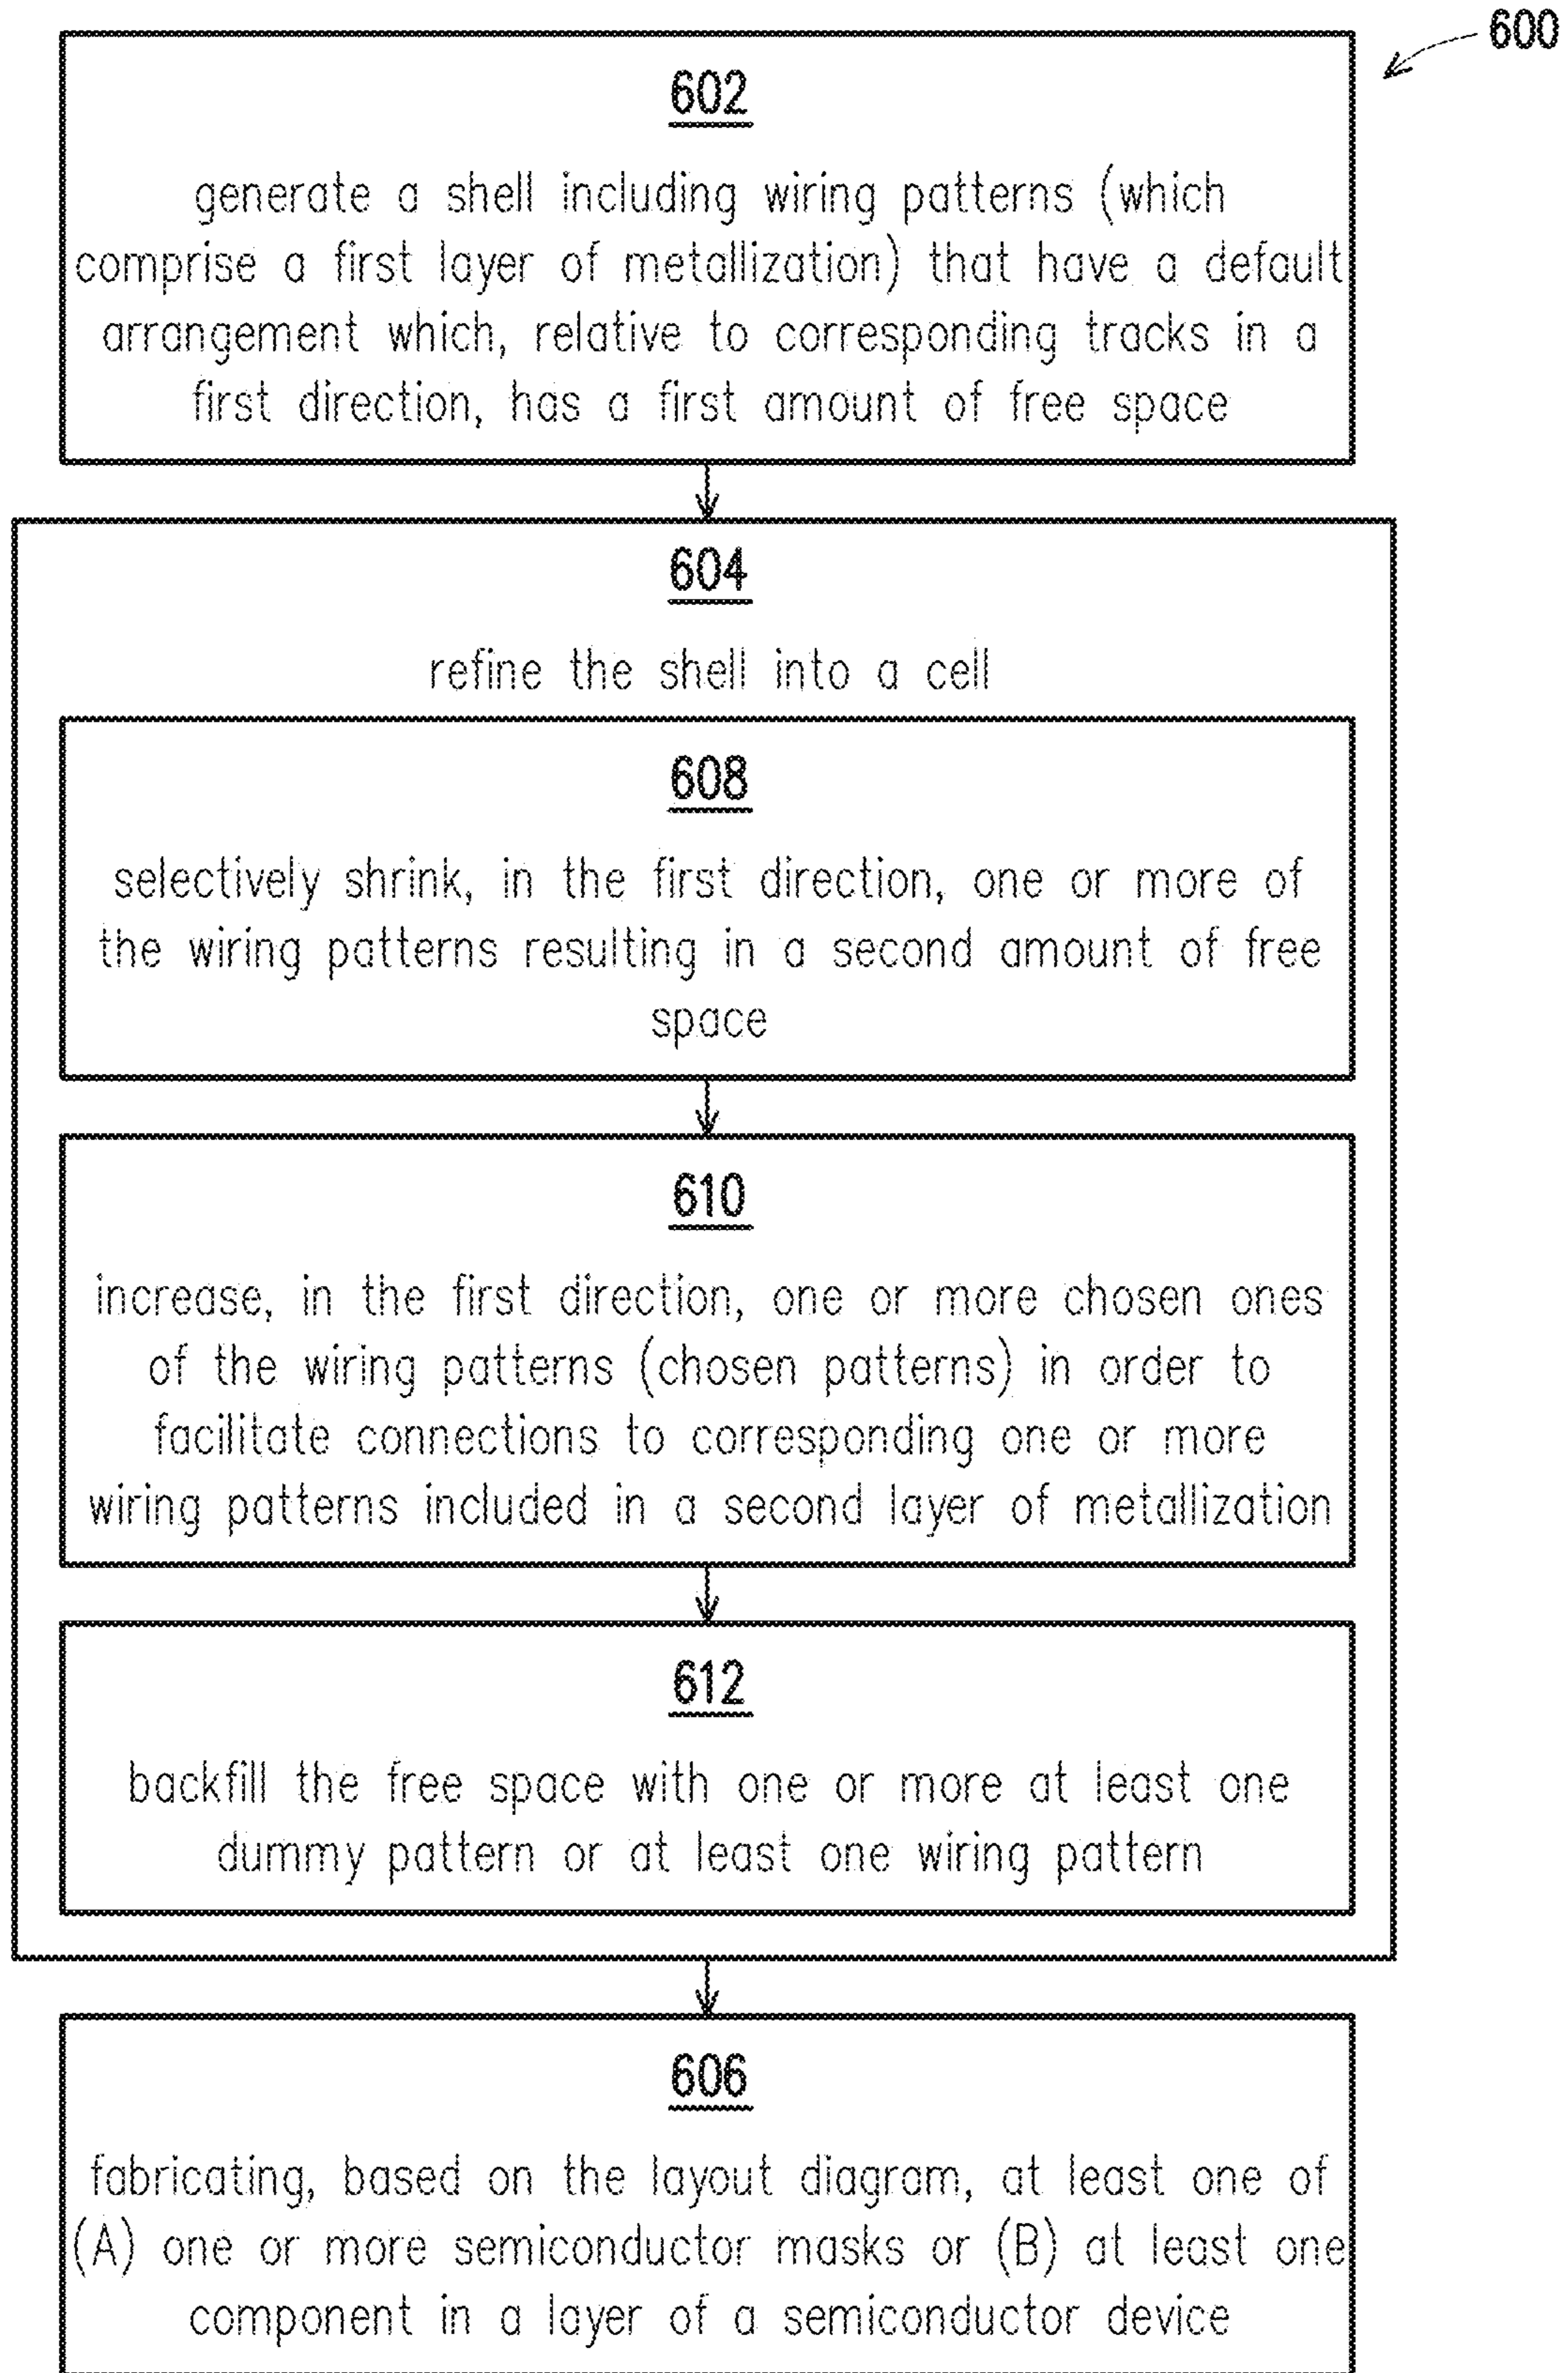 600
602
generate a shell including wiring patterns (which
comprise a first layer of metallization) that have a default
arrangement which, relative to corresponding tracks in a
first direction, has a first amount of free space
604
refine the shell into a cell
608
selectively shrink, in the first direction, one or more of
the wiring patterns resulting in a second amount of free
space
610
increase, in the first direction, one or more chosen ones
of the wiring patterns (chosen patterns) in order to
facilitate connections to corresponding one or more
wiring patterns included in a second layer of metallization
612
backfill the free space with one or more at least one
dummy pattern or at least one wiring pattern
606
fabricating, based on the layout diagram, at least one of
(A) one or more semiconductor masks or (B) at least one
component in a layer of a semiconductor device